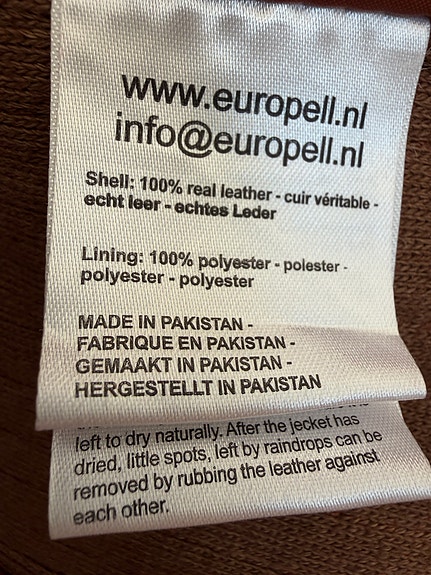 www.europell.nl
info@europell.nl
Shell: 100% real leather - cuir véritable -
echt leer - echtes Leder
Lining: 100% polyester - polester -
polyester - polyester
MADE IN PAKISTAN -
FABRIQUE EN PAKISTAN -
GEMAAKT IN PAKISTAN -
HERGESTELLT IN PAKISTAN
left to dry naturally. After the jecket has
dried, little spots, left by raindrops can be
removed by rubbing the leather against
each other.